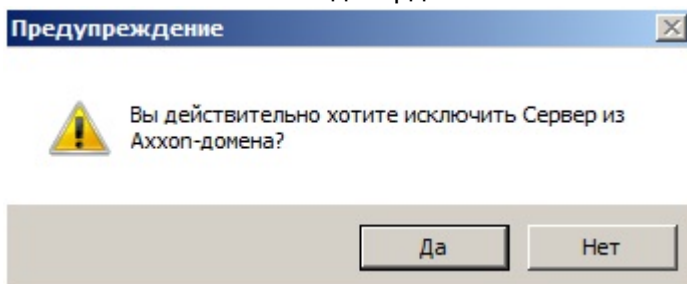 Предупреждение
Вы действительно хотите исключить Сервер из
Axxon-домена?
Да
Нет